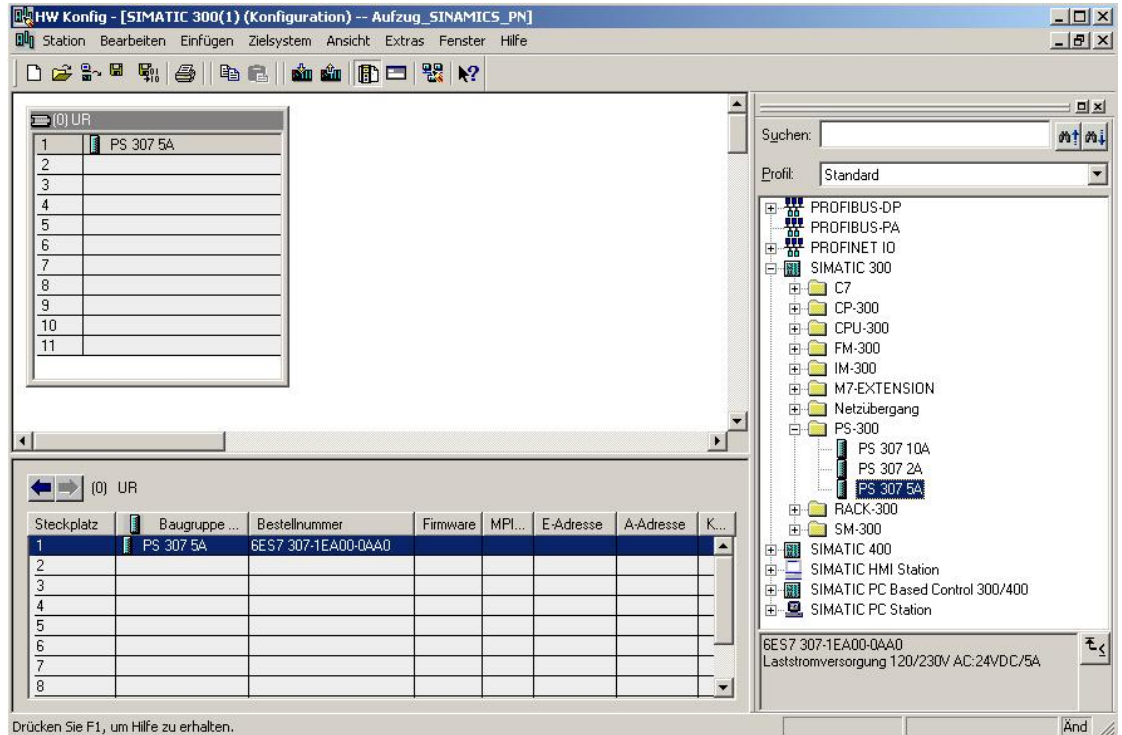 HW Konfig - [SIMATIC 300(1) (Konfiguration) -- Aufzug_SINAMICS_PN]
Station Bearbeiten Einfügen Zielsystem Ansicht Extras Fenster Hilfe
(0) UR
1 PS 307 5A
2
3
4
5
6
7
8
9
10
11
Suchen:
Profil: Standard
PROFIBUS-DP
PROFIBUS-PA
PROFINET IO
SIMATIC 300
C7
CP-300
CPU-300
FM-300
IM-300
M7-EXTENSION
Netzübergang
PS-300
PS 307 10A
PS 307 2A
PS 307 5A
RACK-300
SM-300
SIMATIC 400
SIMATIC HMI Station
SIMATIC PC Based Control 300/400
SIMATIC PC Station
6ES7 307-1EA00-0AA0
Laststromversorgung 120/230V AC:24VDC/5A
(0) UR
Steckplatz Baugruppe ... Bestellnummer Firmware MPI... E-Adresse A-Adresse K...
1 PS 307 5A 6ES7 307-1EA00-0AA0
2
3
4
5
6
7
8
Drücken Sie F1, um Hilfe zu erhalten.
Änd